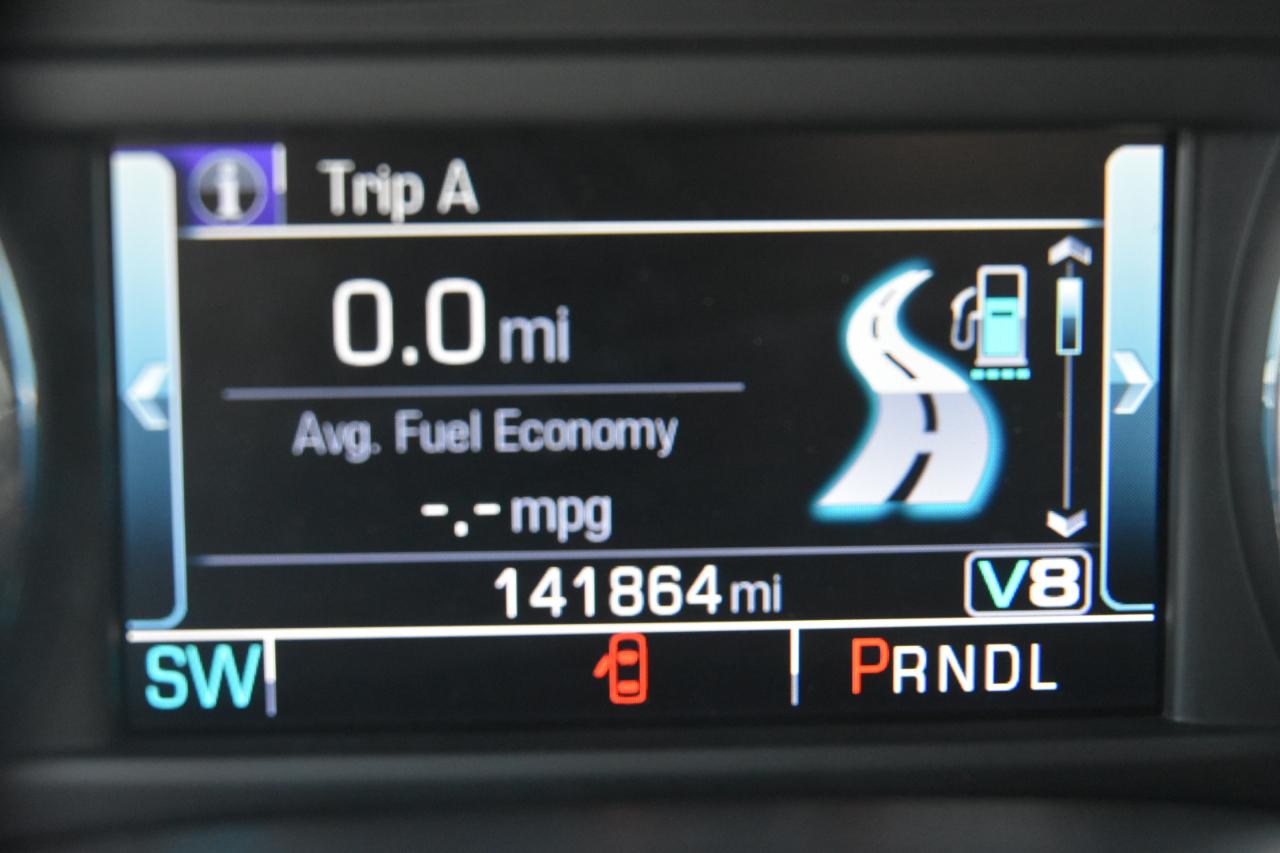 i Trip A
0.0 mi
Avg. Fuel Economy
-.- mpg
141864 mi
V8
SW
PRNDL